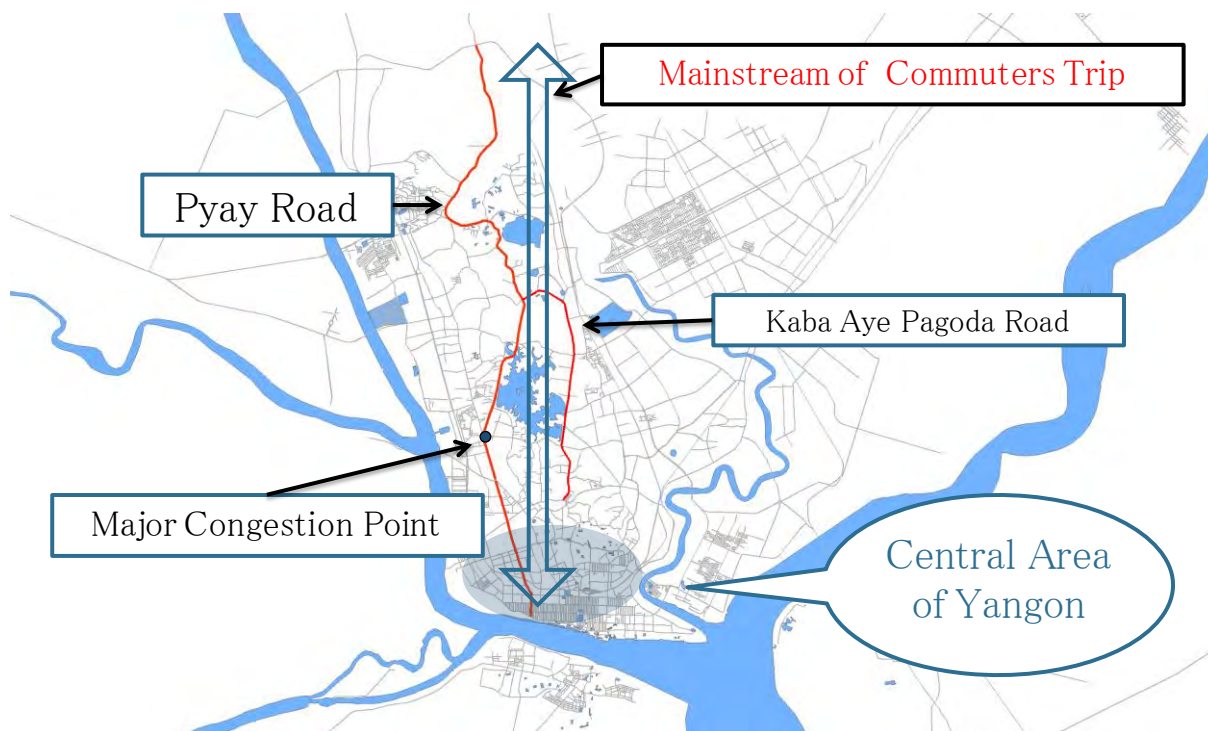 Mainstream of Commuters Trip
Pyay Road
Kaba Aye Pagoda Road
Major Congestion Point
Central Area
of Yangon